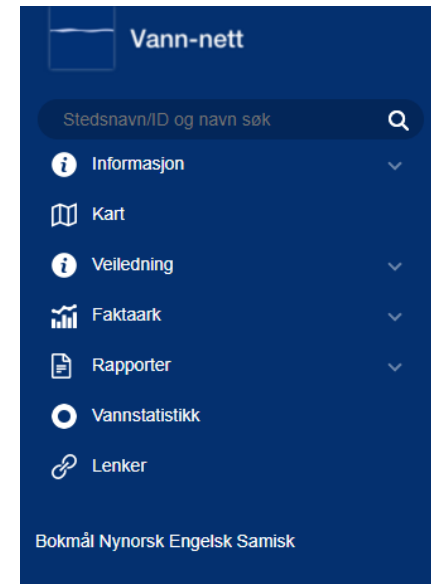 Vann-nett
Stedsnavn/ID og navn søk
Informasjon
Kart
Veiledning
Faktaark
Rapporter
Vannstatistikk
Lenker
Bokmål Nynorsk Engelsk Samisk